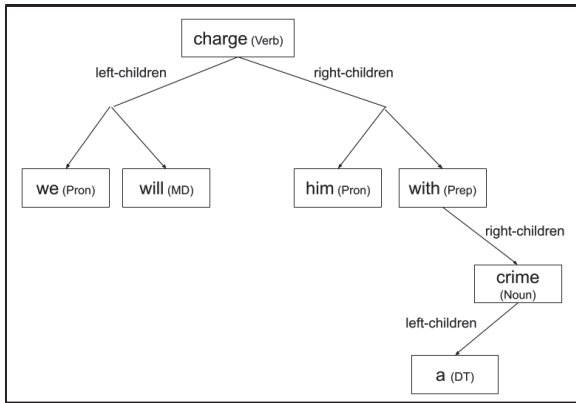 charge (Verb)
left-children
right-children
we (Pron)
will (MD)
him (Pron)
with (Prep)
right-children
crime
(Noun)
left-children
a (DT)